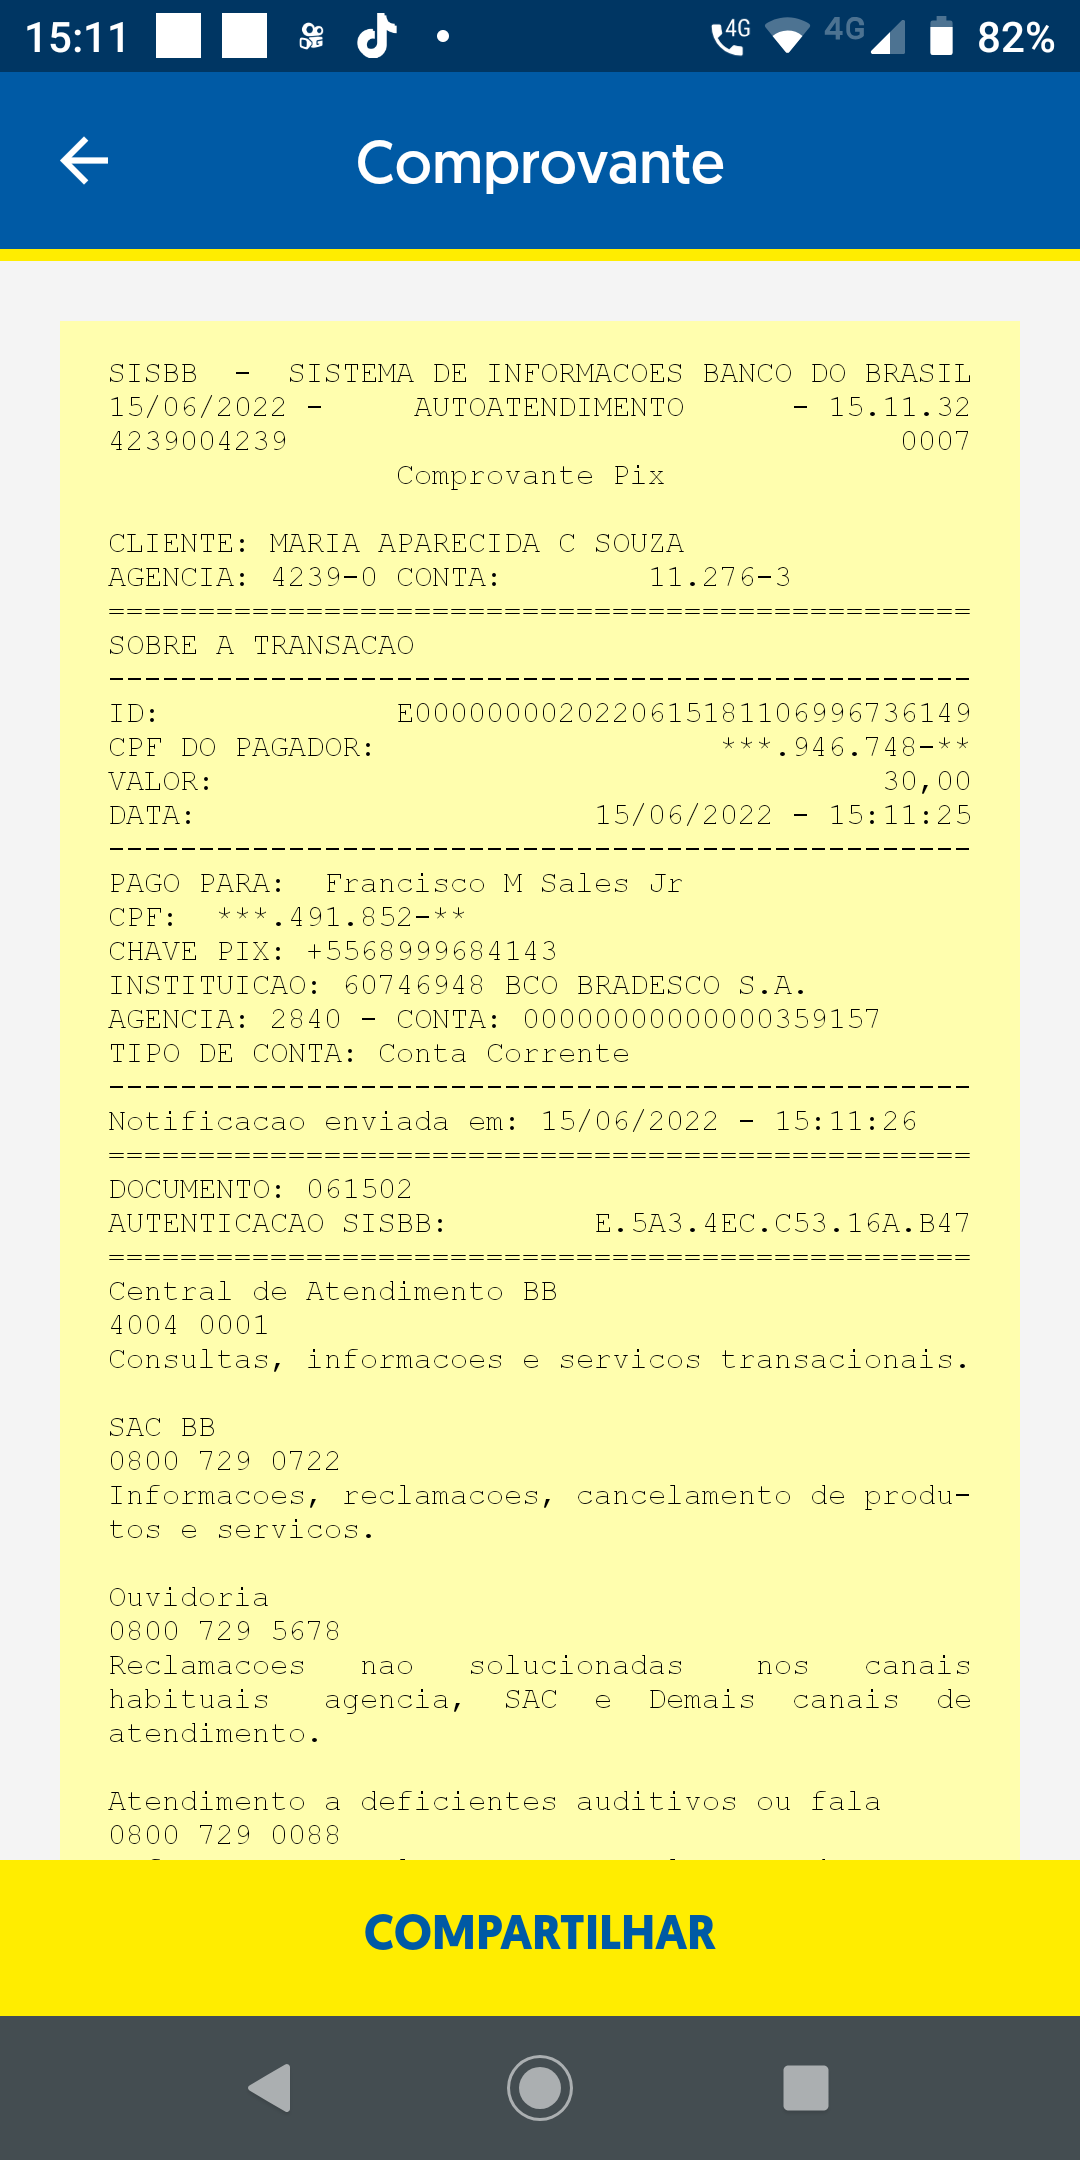 15:11 4G 4G 82%
Comprovante
SISBB - SISTEMA DE INFORMACOES BANCO DO BRASIL
15/06/2022 - AUTOATENDIMENTO - 15.11.32
4239004239 0007
Comprovante Pix
CLIENTE: MARIA APARECIDA C SOUZA
AGENCIA: 4239-0 CONTA: 11.276-3
================================================
SOBRE A TRANSACAO
------------------------------------------------
ID: E0000000020220615181106996736149
CPF DO PAGADOR: ***.946.748-**
VALOR: 30,00
DATA: 15/06/2022 - 15:11:25
------------------------------------------------
PAGO PARA: Francisco M Sales Jr
CPF: ***.491.852-**
CHAVE PIX: +5568999684143
INSTITUICAO: 60746948 BCO BRADESCO S.A.
AGENCIA: 2840 - CONTA: 00000000000000359157
TIPO DE CONTA: Conta Corrente
------------------------------------------------
Notificacao enviada em: 15/06/2022 - 15:11:26
================================================
DOCUMENTO: 061502
AUTENTICACAO SISBB: E.5A3.4EC.C53.16A.B47
================================================
Central de Atendimento BB
4004 0001
Consultas, informacoes e servicos transacionais.
SAC BB
0800 729 0722
Informacoes, reclamacoes, cancelamento de produ-
tos e servicos.
Ouvidoria
0800 729 5678
Reclamacoes nao solucionadas nos canais
habituais agencia, SAC e Demais canais de
atendimento.
Atendimento a deficientes auditivos ou fala
0800 729 0088
COMPARTILHAR